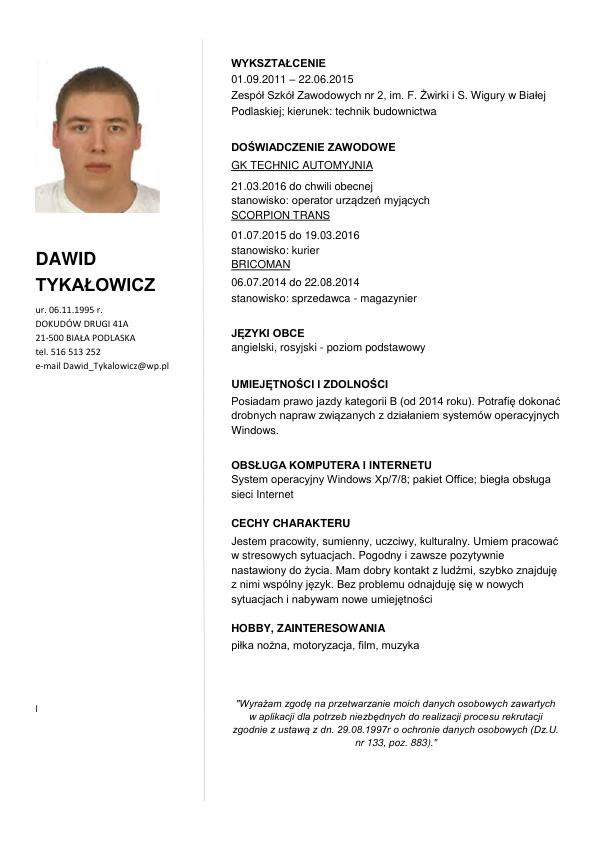 DAWID
TYKAŁOWICZ
ur. 06.11.1995 r.
DOKUDÓW DRUGI 41A
21-500 BIAŁA PODLASKA
tel. 516 513 252
e-mail Dawid_Tykalowicz@wp.pl
l
WYKSZTAŁCENIE
01.09.2011 – 22.06.2015
Zespół Szkół Zawodowych nr 2, im. F. Żwirki i S. Wigury w Białej
Podlaskiej; kierunek: technik budownictwa
DOŚWIADCZENIE ZAWODOWE
GK TECHNIC AUTOMYJNIA
21.03.2016 do chwili obecnej
stanowisko: operator urządzeń myjących
SCORPION TRANS
01.07.2015 do 19.03.2016
stanowisko: kurier
BRICOMAN
06.07.2014 do 22.08.2014
stanowisko: sprzedawca - magazynier
JĘZYKI OBCE
angielski, rosyjski - poziom podstawowy
UMIEJĘTNOŚCI I ZDOLNOŚCI
Posiadam prawo jazdy kategorii B (od 2014 roku). Potrafię dokonać
drobnych napraw związanych z działaniem systemów operacyjnych
Windows.
OBSŁUGA KOMPUTERA I INTERNETU
System operacyjny Windows Xp/7/8; pakiet Office; biegła obsługa
sieci Internet
CECHY CHARAKTERU
Jestem pracowity, sumienny, uczciwy, kulturalny. Umiem pracować
w stresowych sytuacjach. Pogodny i zawsze pozytywnie
nastawiony do życia. Mam dobry kontakt z ludźmi, szybko znajduję
z nimi wspólny język. Bez problemu odnajduję się w nowych
sytuacjach i nabywam nowe umiejętności
HOBBY, ZAINTERESOWANIA
piłka nożna, motoryzacja, film, muzyka
"Wyrażam zgodę na przetwarzanie moich danych osobowych zawartych
w aplikacji dla potrzeb niezbędnych do realizacji procesu rekrutacji
zgodnie z ustawą z dn. 29.08.1997r o ochronie danych osobowych (Dz.U.
nr 133, poz. 883)."